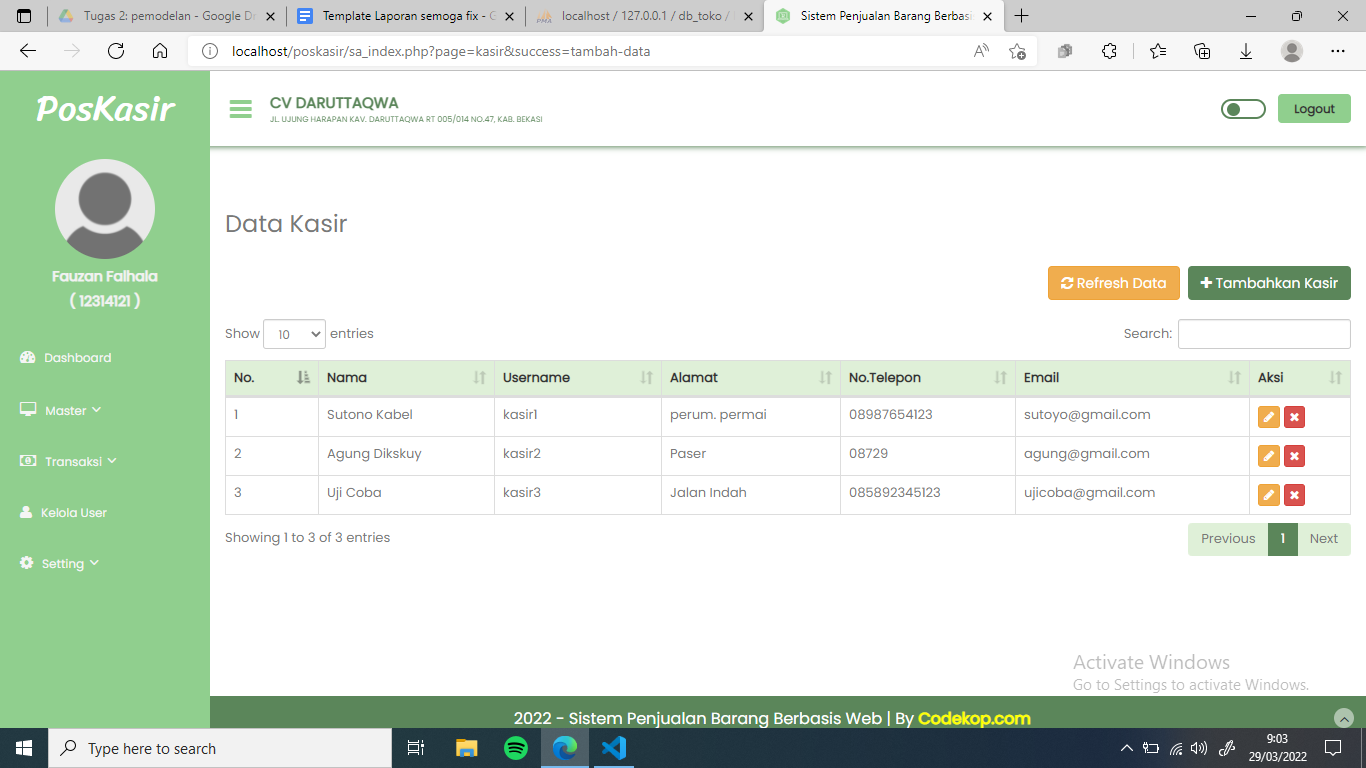 Tugas 2: pemodelan - Google Dr
Template Laporan semoga fix - G
localhost / 127.0.0.1 / db_toko /
Sistem Penjualan Barang Berbasi
localhost/poskasir/sa_index.php?page=kasir&success=tambah-data
PosKasir
CV DARUTTAQWA
JL. UJUNG HARAPAN KAV. DARUTTAQWA RT 005/014 NO.47, KAB. BEKASI
Logout
Fauzan Falhala
( 12314121 )
Dashboard
Master
Transaksi
Kelola User
Setting
Data Kasir
Refresh Data
Tambahkan Kasir
Show 10 entries
Search:
No. Nama Username Alamat No.Telepon Email Aksi
1 Sutono Kabel kasir1 perum. permai 08987654123 sutoyo@gmail.com
2 Agung Dikskuy kasir2 Paser 08729 agung@gmail.com
3 Uji Coba kasir3 Jalan Indah 085892345123 ujicoba@gmail.com
Showing 1 to 3 of 3 entries
Previous 1 Next
Activate Windows
Go to Settings to activate Windows.
2022 - Sistem Penjualan Barang Berbasis Web | By Codekop.com
Type here to search
9:03
29/03/2022